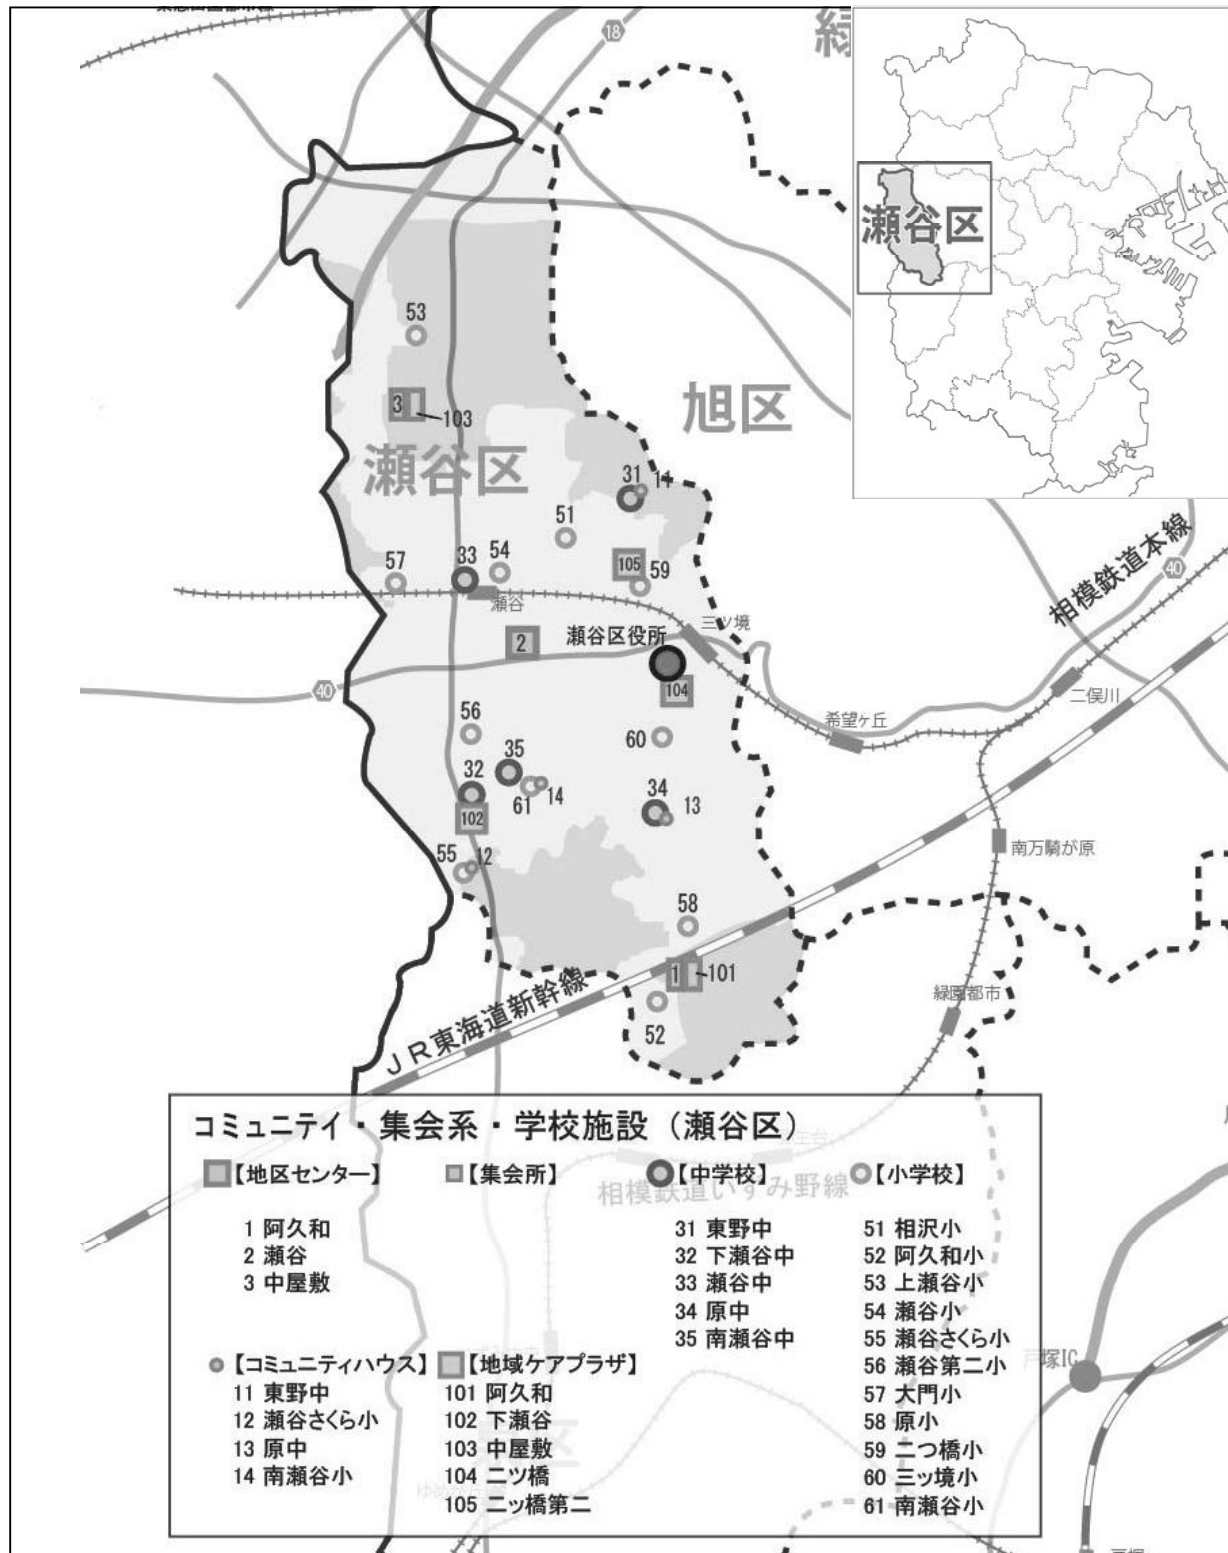 18
瀬谷区
53
3
103
旭区
瀬谷区
31
11
51
相模鉄道本線
40
57
33
54
105
59
瀬谷
三ツ境
2
瀬谷区役所
104
40
二俣川
希望ヶ丘
56
60
35
32
61
14
34
13
102
南万騎が原
55
12
58
1
101
緑園都市
JR東海道新幹線
52
コミュニティ・集会系・学校施設（瀬谷区）
【地区センター】
【集会所】
【中学校】
【小学校】
相模鉄道いずみ野線
1 阿久和
2 瀬谷
3 中屋敷
31 東野中
32 下瀬谷中
33 瀬谷中
34 原中
35 南瀬谷中
51 相沢小
52 阿久和小
53 上瀬谷小
54 瀬谷小
55 瀬谷さくら小
56 瀬谷第二小
57 大門小
58 原小
59 二つ橋小
60 三ッ境小
61 南瀬谷小
【コミュニティハウス】
11 東野中
12 瀬谷さくら小
13 原中
14 南瀬谷小
【地域ケアプラザ】
101 阿久和
102 下瀬谷
103 中屋敷
104 二ツ橋
105 二ッ橋第二
戸塚IC